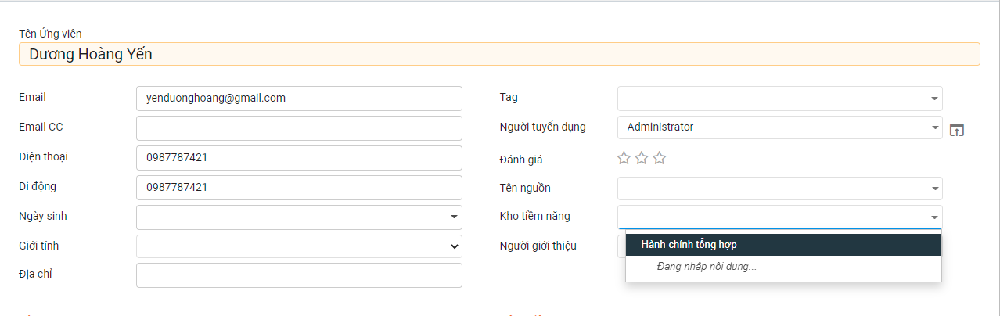 Tên Ứng viên
Dương Hoàng Yến
Email
yenduonghoang@gmail.com
Email CC
Điện thoại
0987787421
Di động
0987787421
Ngày sinh
Giới tính
Địa chỉ
Tag
Người tuyển dụng
Administrator
Đánh giá
Tên nguồn
Kho tiềm năng
Người giới thiệu
Hành chính tổng hợp
Đang nhập nội dung...